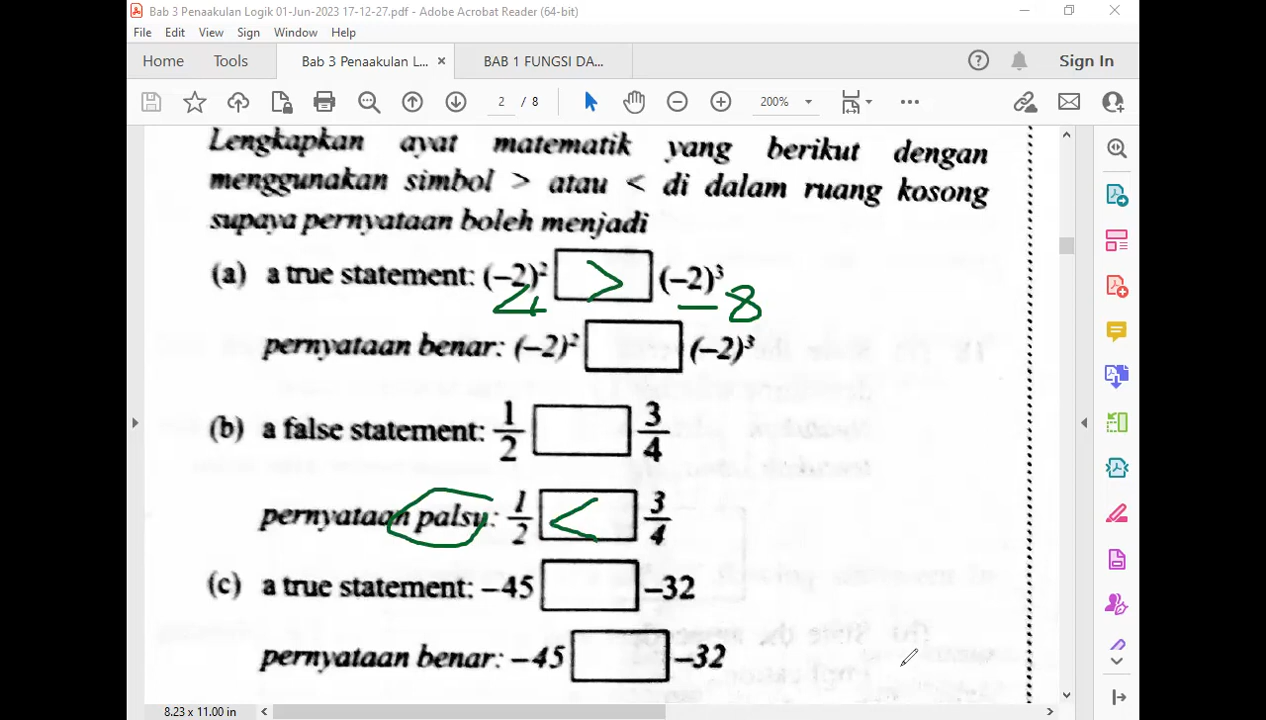 Bab 3 Penaakulan Logik 01-Jun-2023 17-12-27.pdf - Adobe Acrobat Reader (64-bit)
File Edit View Sign Window Help
Home Tools Bab 3 Penaakulan L... × BAB 1 FUNGSI DA... Sign In
2 / 8 200%
Lengkapkan ayat matematik yang berikut dengan
menggunakan simbol > atau < di dalam ruang kosong
supaya pernyataan boleh menjadi
(a) a true statement: (–2)² > (–2)³
4 –8
pernyataan benar: (–2)² (–2)³
(b) a false statement: 1/2 3/4
pernyataan palsu: 1/2 < 3/4
(c) a true statement: –45 –32
pernyataan benar: –45 –32
8.23 x 11.00 in